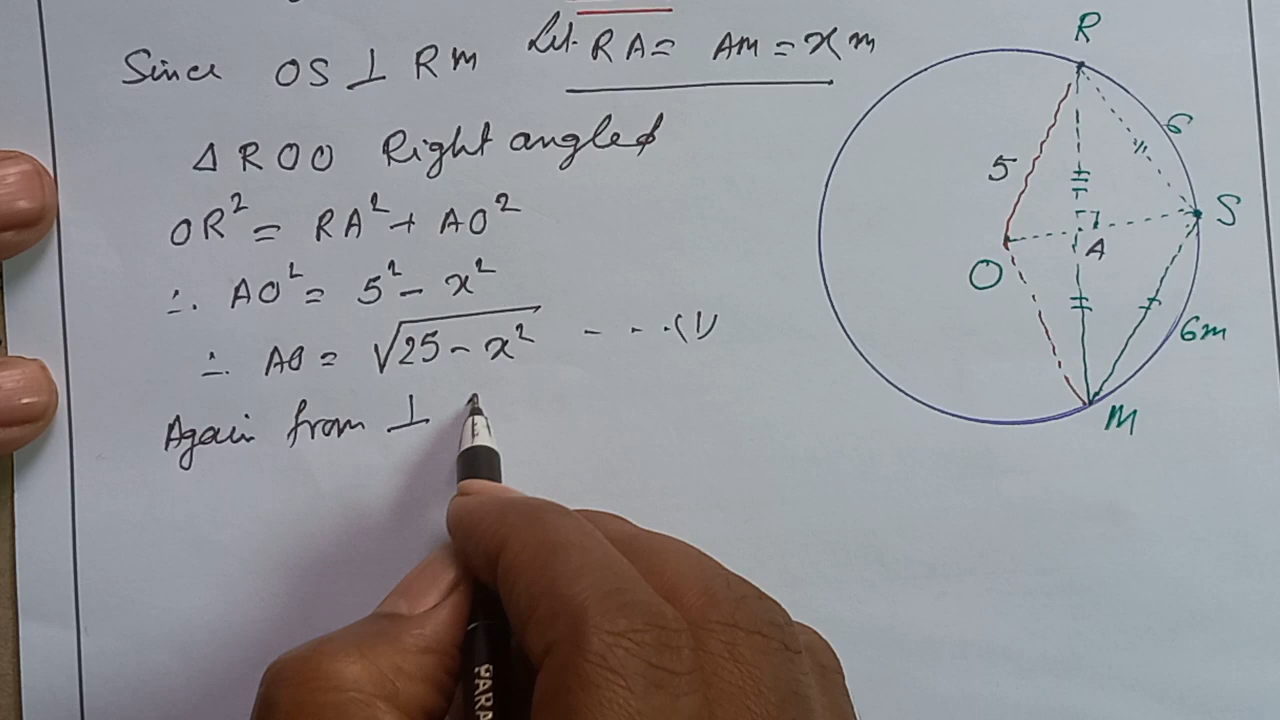 Since OS ⊥ RM Let RA = AM = x m
Δ ROO Right angled
OR² = RA² + AO²
∴ AO² = 5² - x²
∴ AO = √25 - x² - - - (1)
Again from ⊥
R
6
5
S
A
O
6m
M
PARA